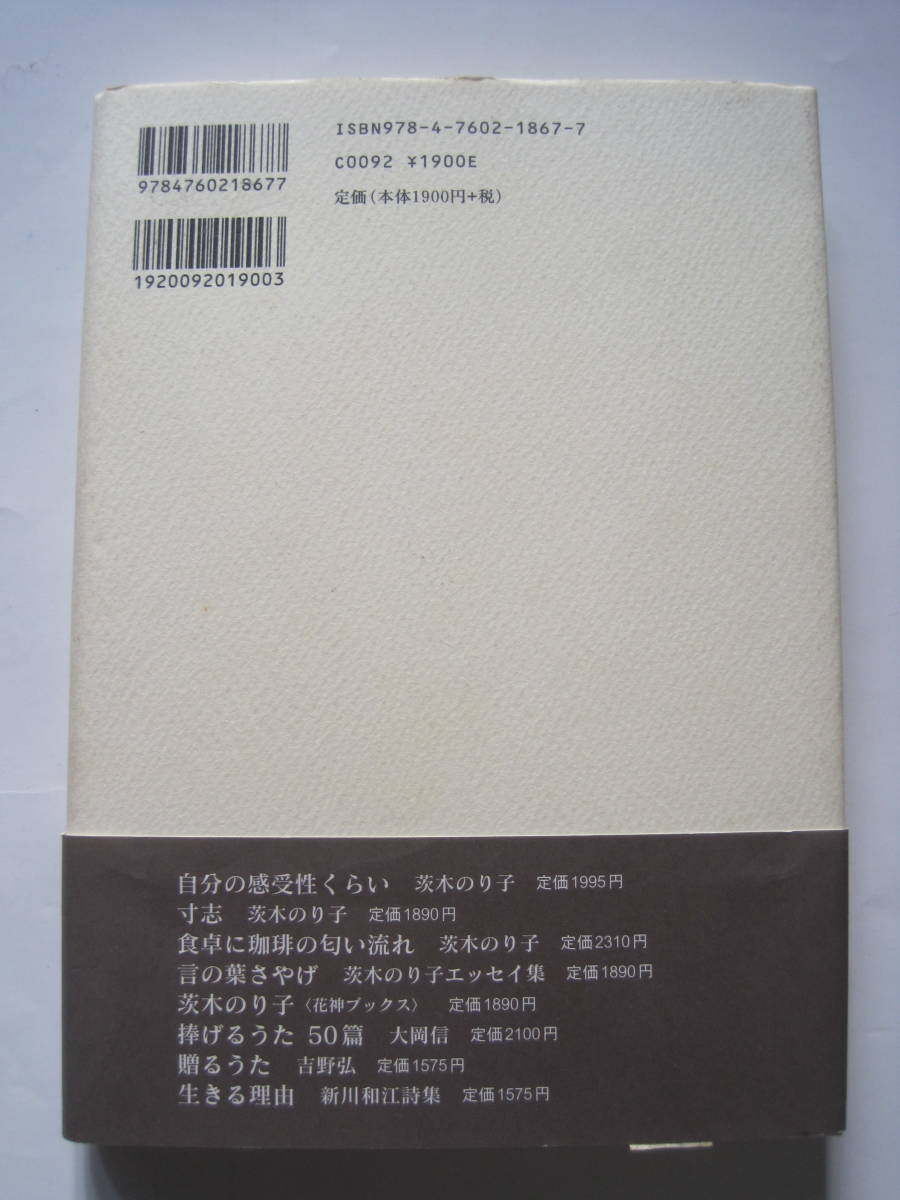 ISBN978-4-7602-1867-7
C0092 ¥1900E
定価(本体1900円+税)
9784760218677
1920092019003
自分の感受性くらい 茨木のり子 定価1995円
寸志 茨木のり子 定価1890円
食卓に珈琲の匂い流れ 茨木のり子 定価2310円
言の葉さやげ 茨木のり子エッセイ集 定価1890円
茨木のり子〈花神ブックス〉 定価1890円
捧げるうた 50篇 大岡信 定価2100円
贈るうた 吉野弘 定価1575円
生きる理由 新川和江詩集 定価1575円